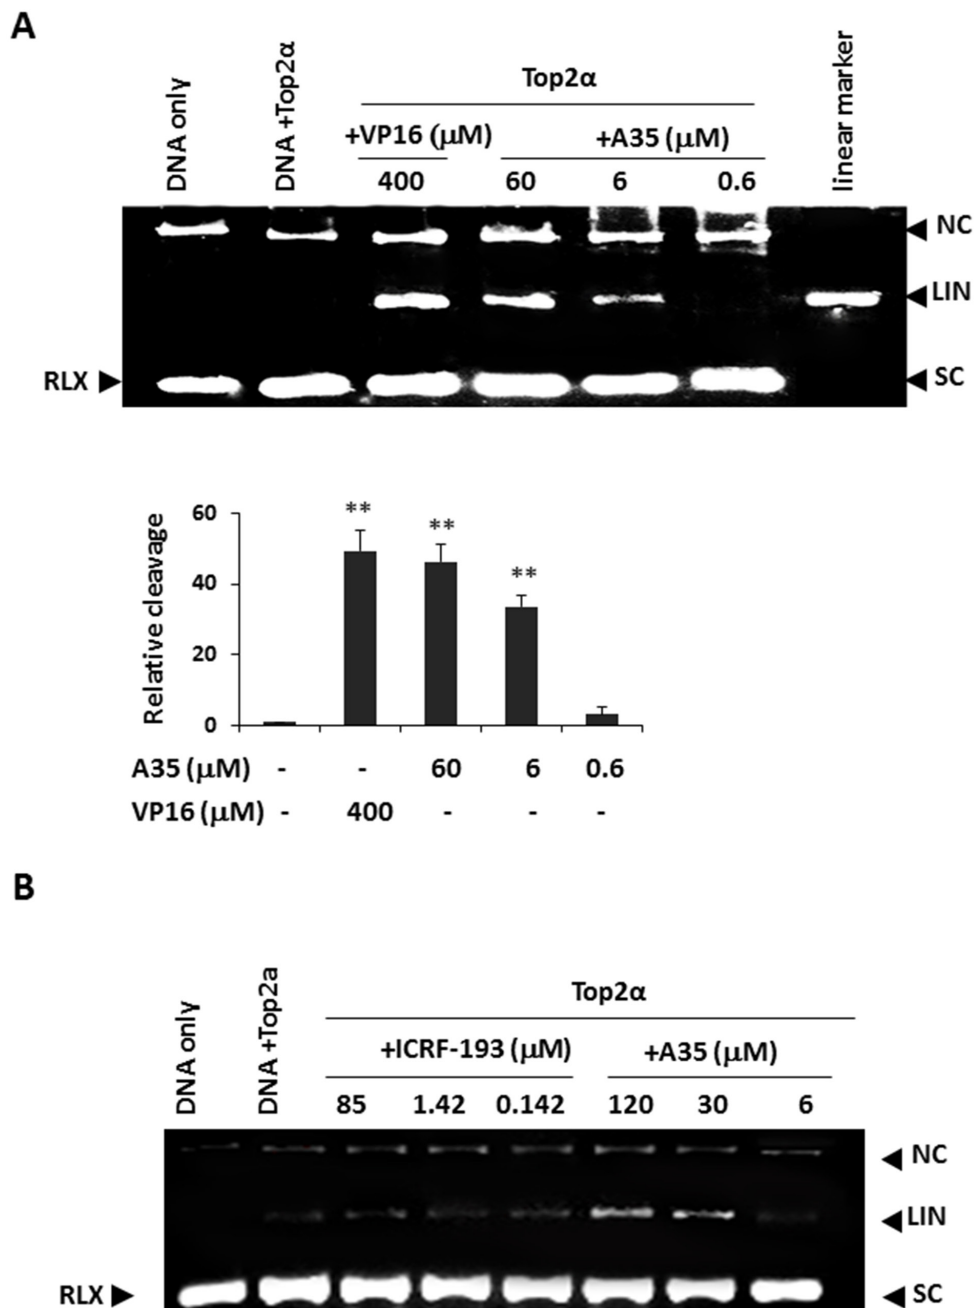 A
DNA only
DNA +Top2α
Top2α
linear marker
+VP16 (μM)
+A35 (μM)
400
60
6
0.6
NC
LIN
RLX
SC
Relative cleavage
60
40
20
0
**
**
**
A35 (μM) - - 60 6 0.6
VP16 (μM) - 400 - - -
B
DNA only
DNA +Top2a
Top2α
+ICRF-193 (μM)
+A35 (μM)
85 1.42 0.142 120 30 6
NC
LIN
RLX
SC